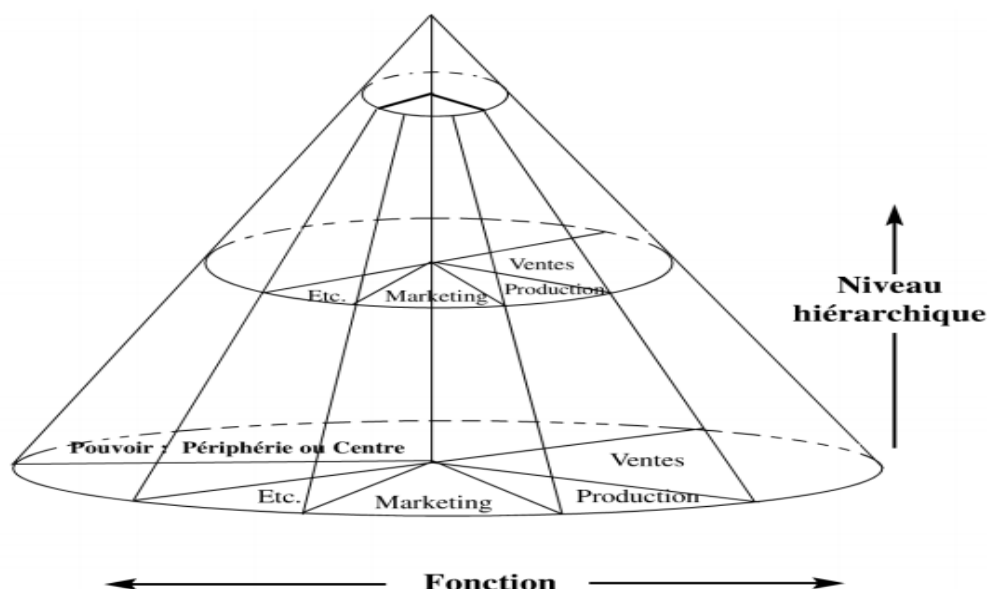 Ventes
Etc.
Marketing
Production
Niveau
hiérarchique
Pouvoir : Périphérie ou Centre
Ventes
Etc.
Marketing
Production
Fonction